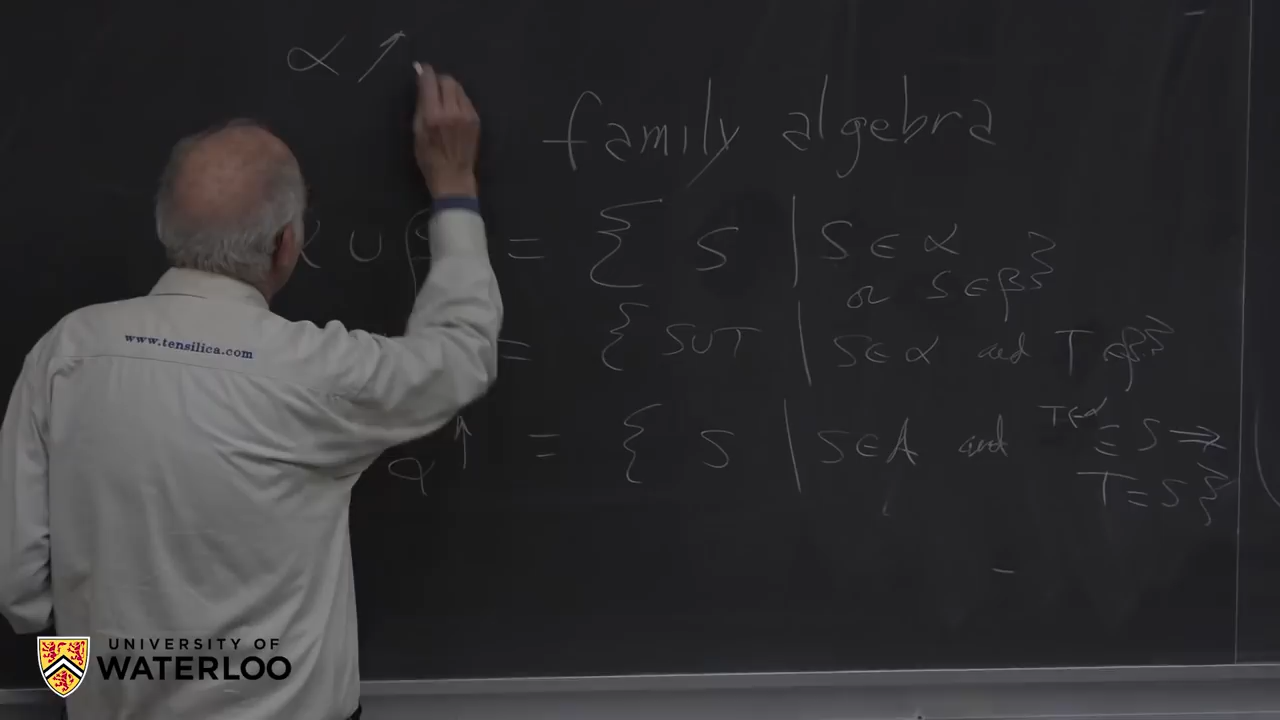 α ↗
family algebra
∪ β = { S | S ∈ α
or S ∈ β }
= { S∪T | S∈α and T∈β }
α↑ = { S | S∈A and T∈α
⊆ S ⇒
T = S }
www.tensilica.com
UNIVERSITY OF
WATERLOO